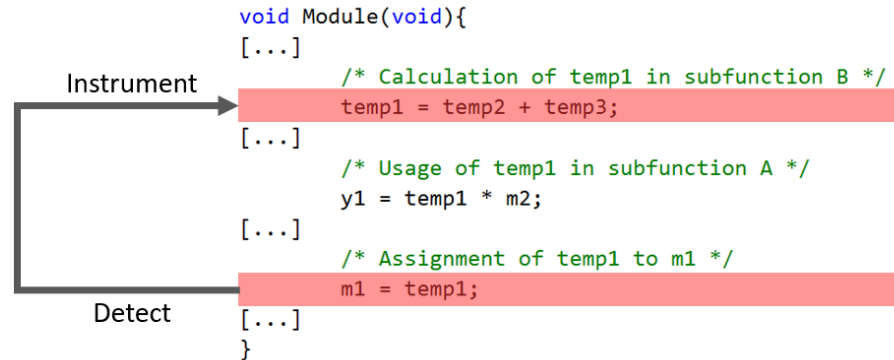 void Module(void){
[...]
Instrument
/* Calculation of temp1 in subfunction B */
temp1 = temp2 + temp3;
[...]
/* Usage of temp1 in subfunction A */
y1 = temp1 * m2;
[...]
/* Assignment of temp1 to m1 */
m1 = temp1;
Detect
[...]
}